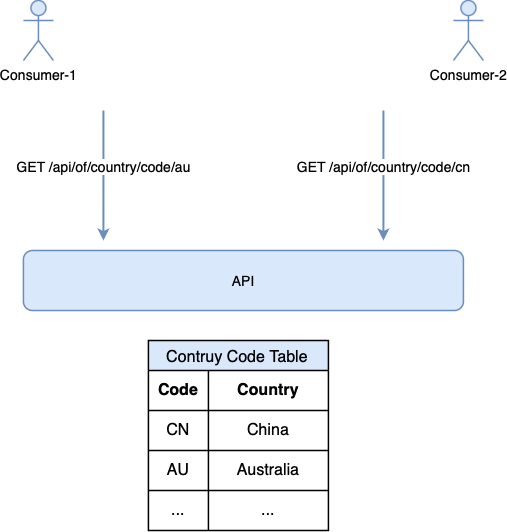 Consumer-1
Consumer-2
GET /api/of/country/code/au
GET /api/of/country/code/cn
API
Contruy Code Table
Code Country
CN China
AU Australia
... ...